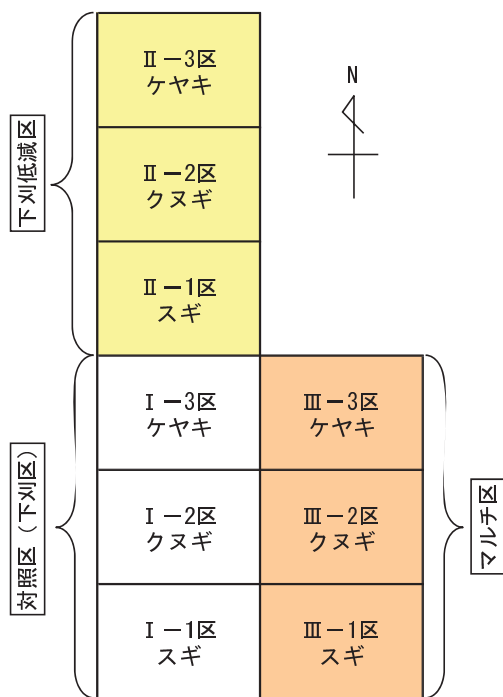 Ⅱ－3区
ケヤキ
N
Ⅱ－2区
クヌギ
下刈低減区
Ⅱ－1区
スギ
Ⅰ－3区
ケヤキ
Ⅲ－3区
ケヤキ
Ⅰ－2区
クヌギ
Ⅲ－2区
クヌギ
対照区（下刈区）
マルチ区
Ⅰ－1区
スギ
Ⅲ－1区
スギ